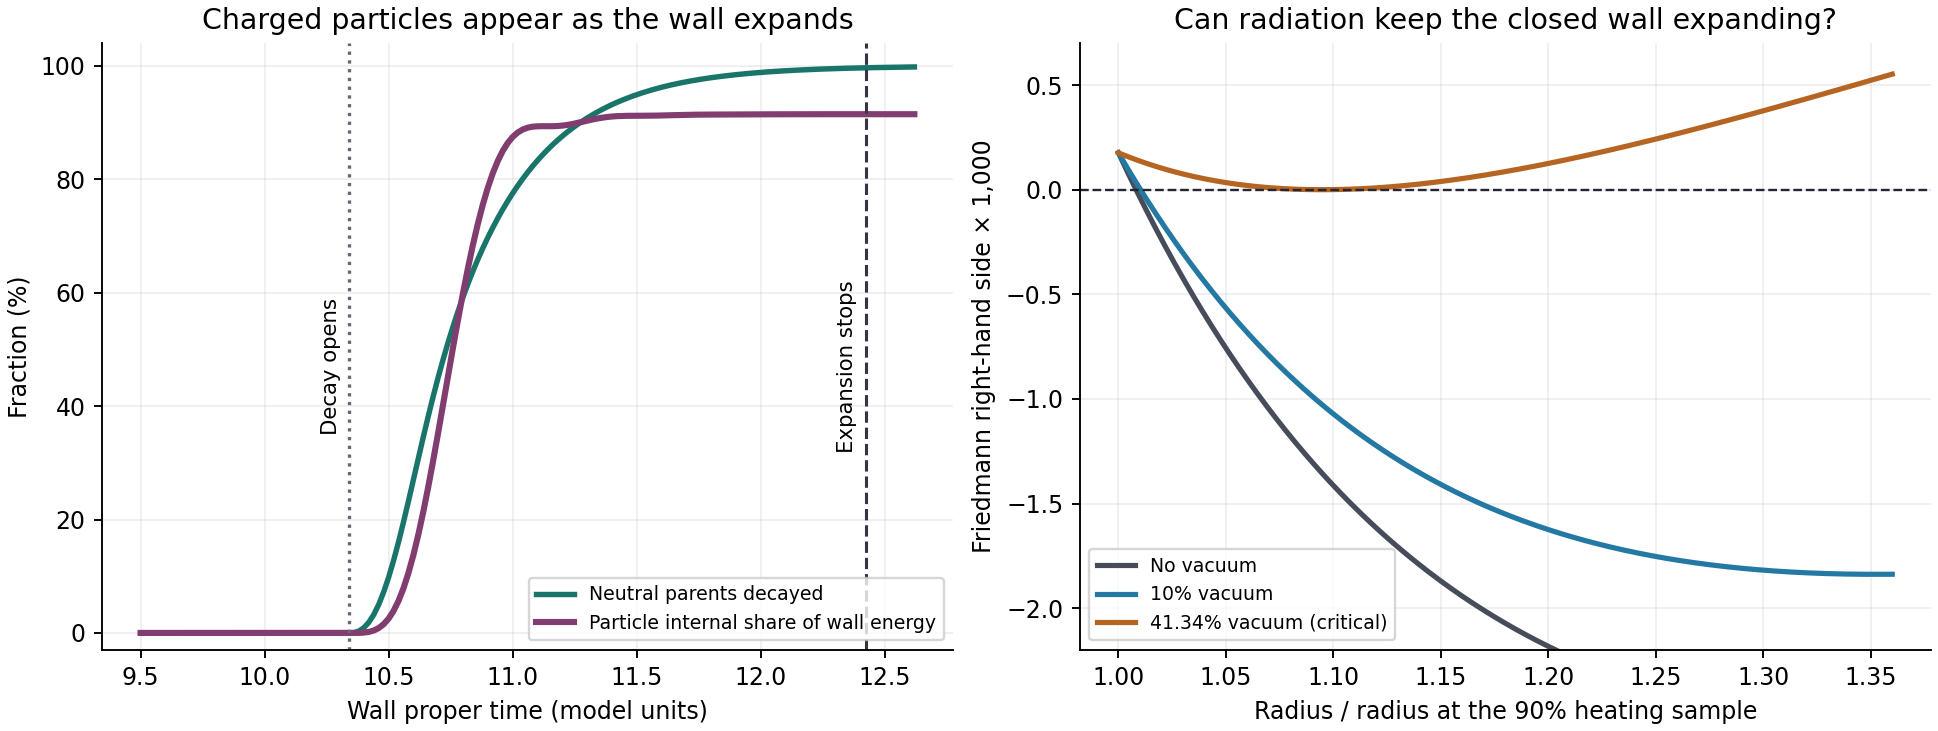 Charged particles appear as the wall expands
Fraction (%)
100
80
60
40
20
0
Decay opens
Expansion stops
Neutral parents decayed
Particle internal share of wall energy
9.5 10.0 10.5 11.0 11.5 12.0 12.5
Wall proper time (model units)
Can radiation keep the closed wall expanding?
Friedmann right-hand side × 1,000
0.5
0.0
−0.5
−1.0
−1.5
−2.0
No vacuum
10% vacuum
41.34% vacuum (critical)
1.00 1.05 1.10 1.15 1.20 1.25 1.30 1.35
Radius / radius at the 90% heating sample